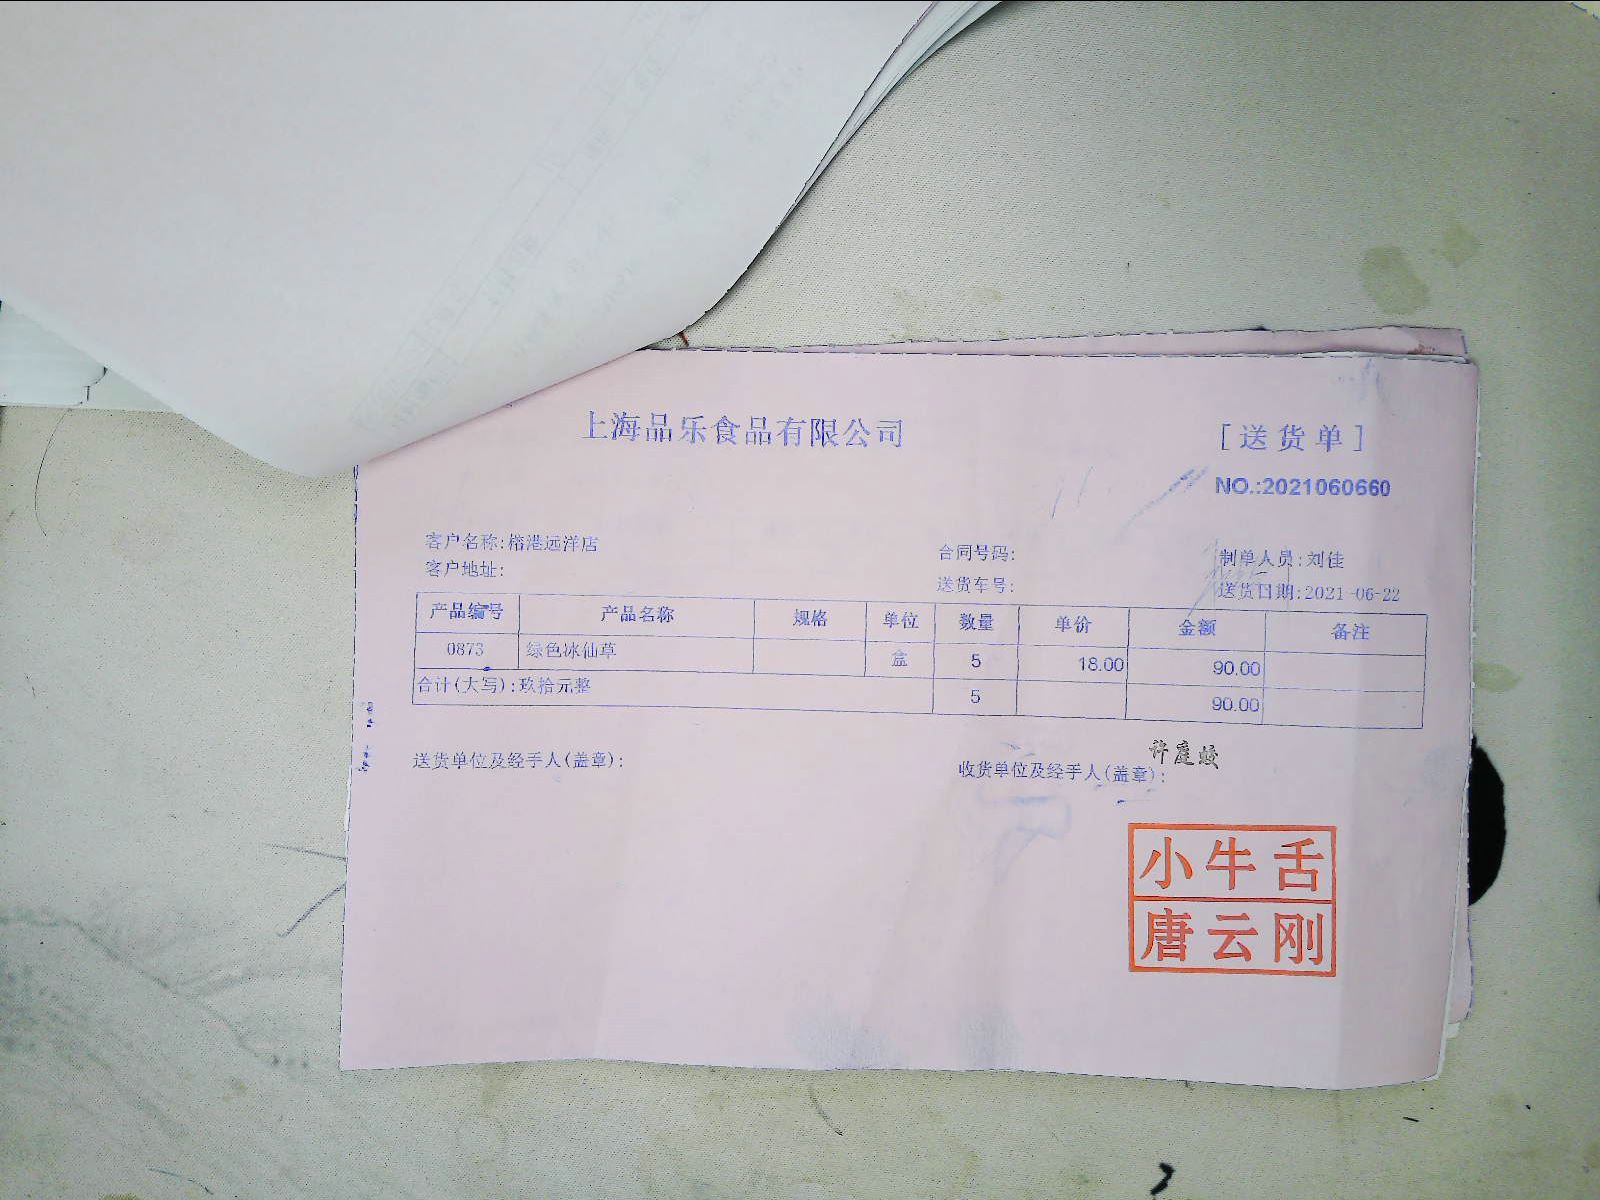 上海品乐食品有限公司
[送货单]
NO.:2021060660
客户名称:榕港远洋店
合同号码:
制单人员:刘佳
客户地址:
送货车号:
送货日期:2021-06-22
产品编号 产品名称 规格 单位 数量 单价 金额 备注
0873 绿色冰仙草 盒 5 18.00 90.00
合计(大写):玖拾元整 5 90.00
送货单位及经手人(盖章):
收货单位及经手人(盖章):
许庭蛟
小牛舌
唐云刚